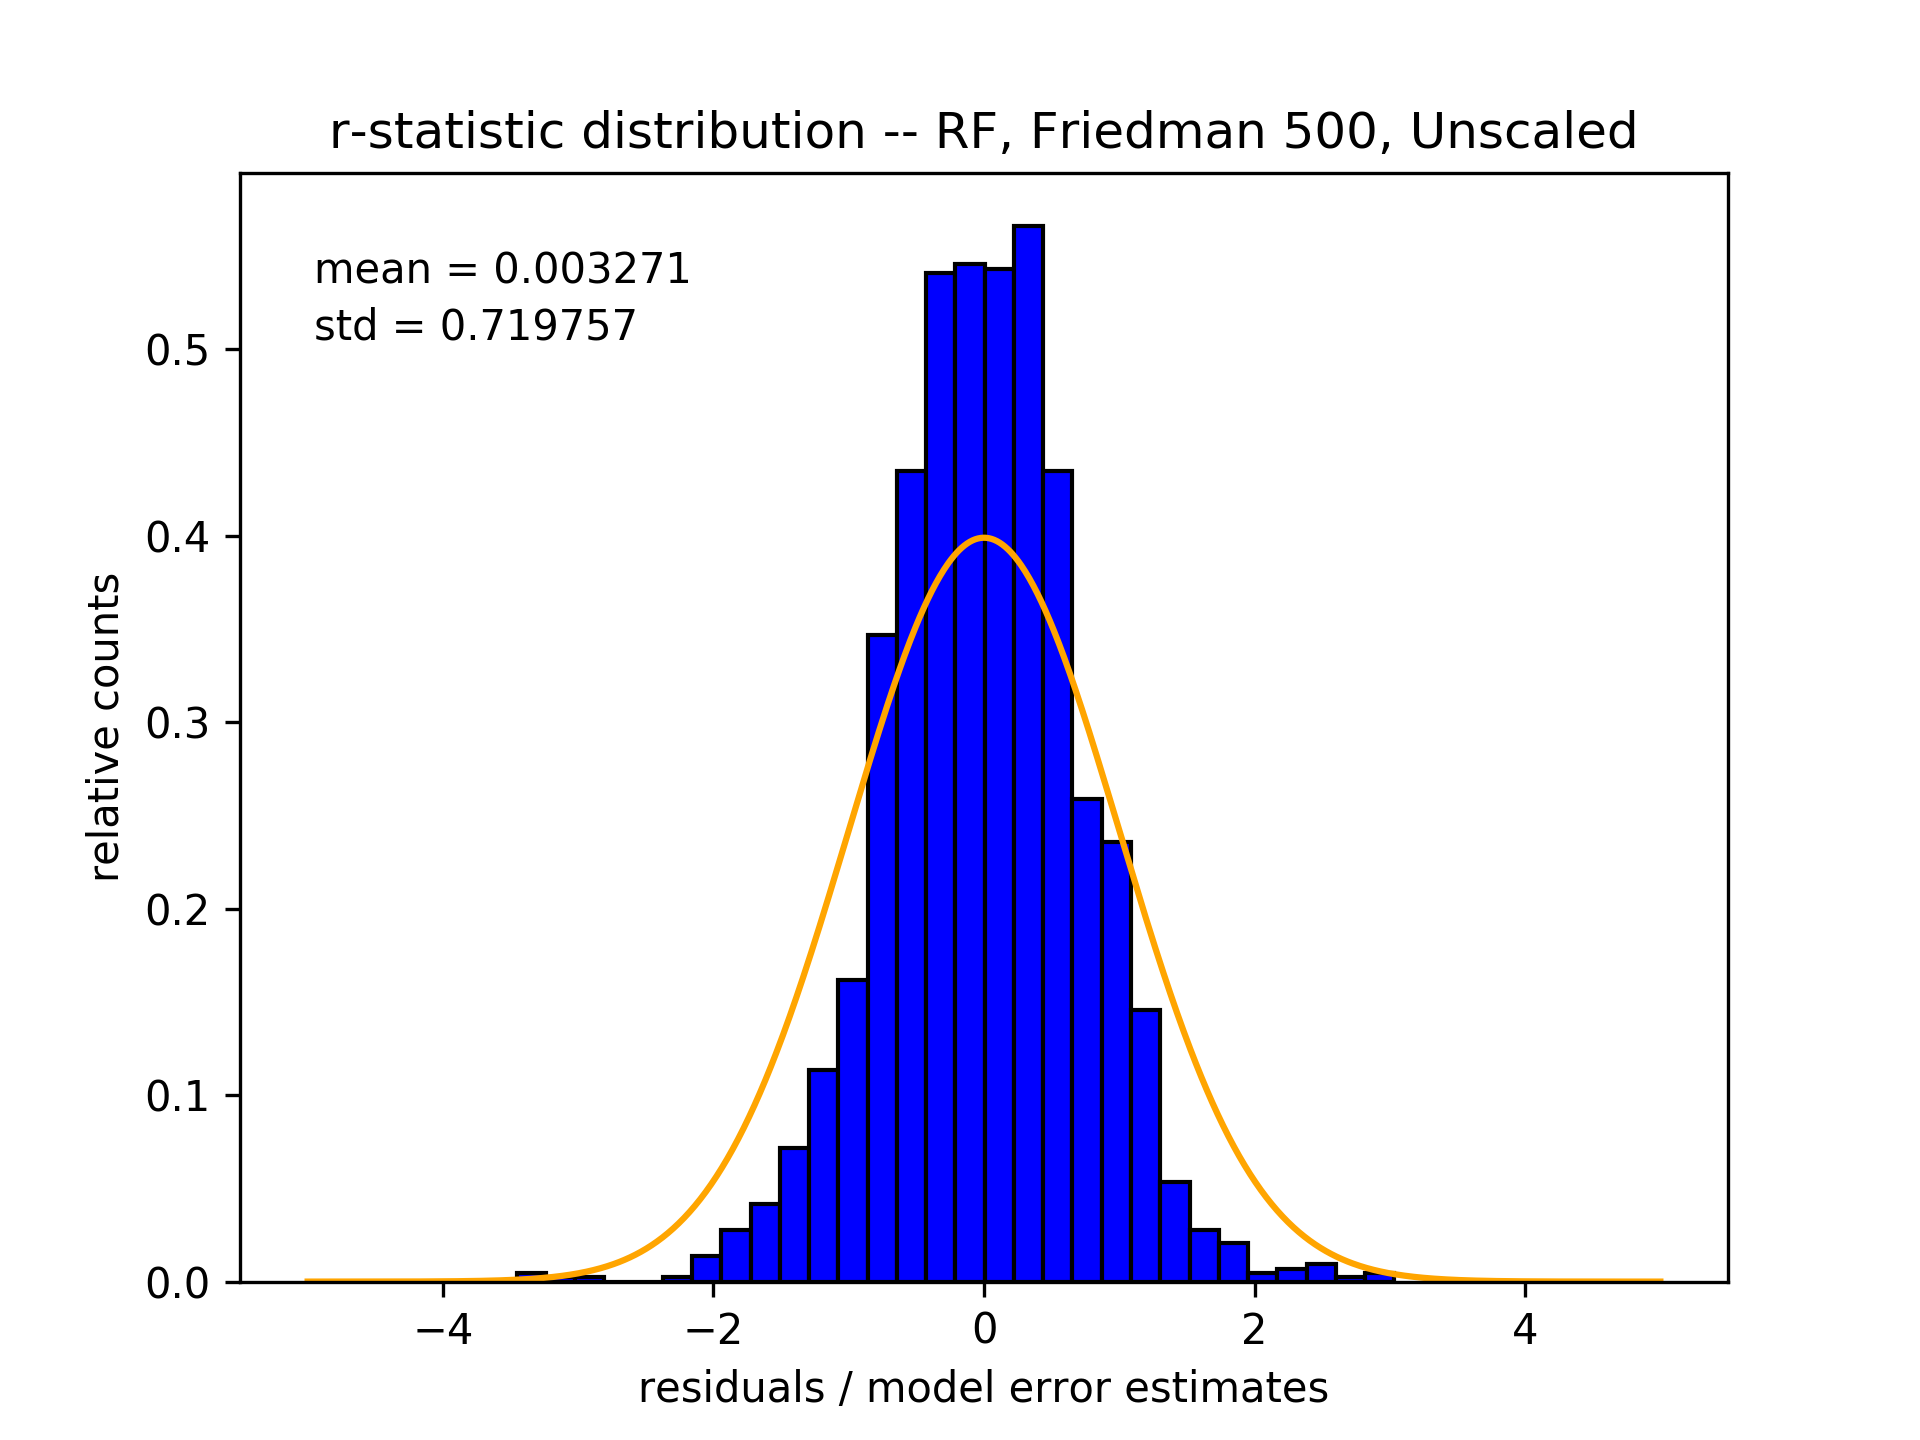 r-statistic distribution -- RF, Friedman 500, Unscaled
mean = 0.003271
std = 0.719757
relative counts
0.5
0.4
0.3
0.2
0.1
0.0
−4 −2 0 2 4
residuals / model error estimates